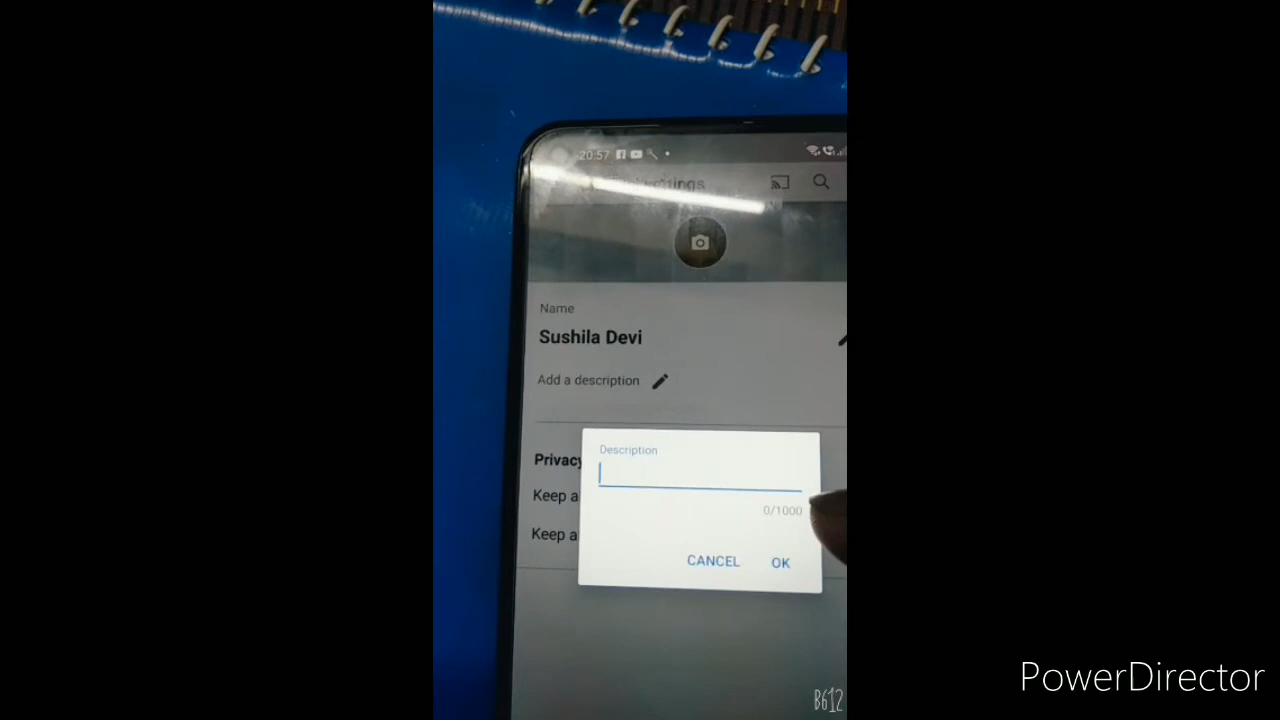 20:57
Name
Sushila Devi
Add a description
Description
Privacy
Keep a
0/1000
Keep a
CANCEL OK
PowerDirector
B612